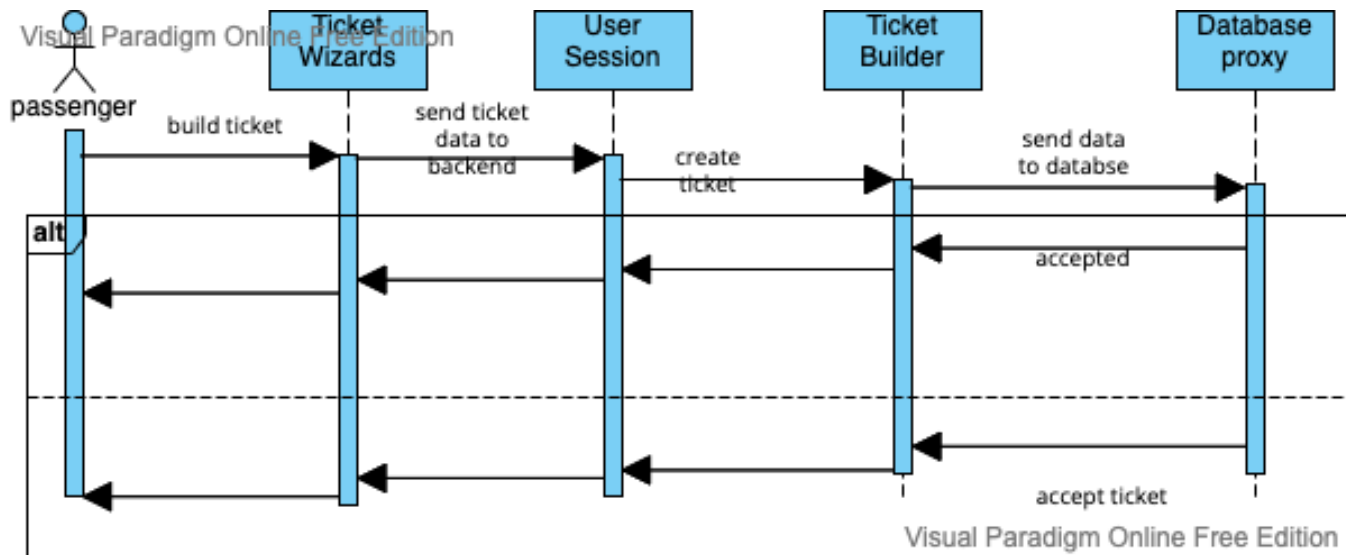 Visual Paradigm Online Free Edition
Ticket
Wizards
User
Session
Ticket
Builder
Database
proxy
passenger
build ticket
send ticket
data to
backend
create
ticket
send data
to databse
alt
accepted
accept ticket
Visual Paradigm Online Free Edition